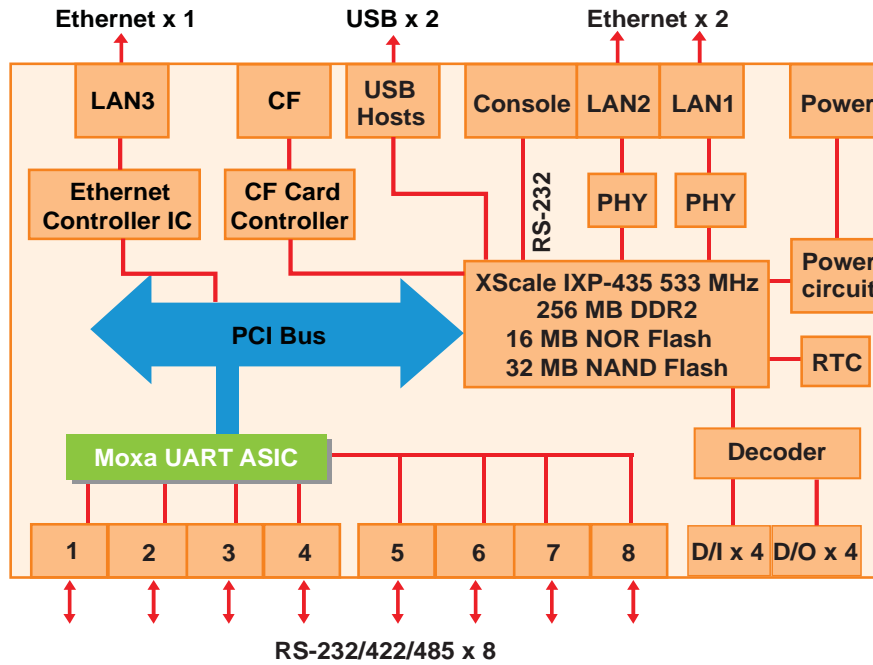 Ethernet x 1
USB x 2
Ethernet x 2
LAN3
CF
USB
Hosts
Console
LAN2
LAN1
Power
Ethernet
Controller IC
CF Card
Controller
RS-232
PHY
PHY
Power
circuit
XScale IXP-435 533 MHz
256 MB DDR2
16 MB NOR Flash
32 MB NAND Flash
PCI Bus
RTC
Moxa UART ASIC
Decoder
1
2
3
4
5
6
7
8
D/I x 4
D/O x 4
RS-232/422/485 x 8